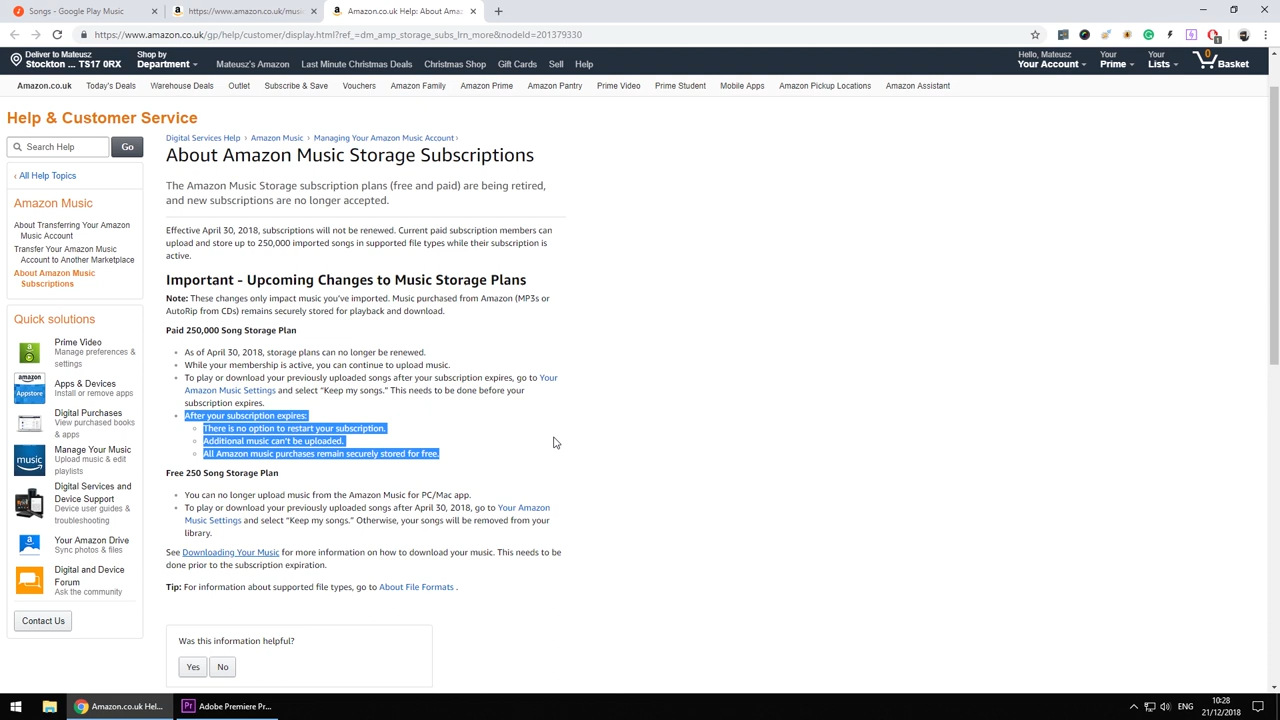 Songs - Google Play Music
https://www.amazon.co.uk/mus
Amazon.co.uk Help: About Ama
https://www.amazon.co.uk/gp/help/customer/display.html?ref_=dm_amp_storage_subs_lrn_more&nodeId=201379330
Deliver to Mateusz
Stockton ... TS17 0RX
Shop by
Department
Mateusz's Amazon
Last Minute Christmas Deals
Christmas Shop
Gift Cards
Sell
Help
Hello, Mateusz
Your Account
Your
Prime
Your
Lists
0
Basket
Amazon.co.uk
Today's Deals
Warehouse Deals
Outlet
Subscribe & Save
Vouchers
Amazon Family
Amazon Prime
Amazon Pantry
Prime Video
Prime Student
Mobile Apps
Amazon Pickup Locations
Amazon Assistant
Help & Customer Service
Search Help
Go
‹ All Help Topics
Amazon Music
About Transferring Your Amazon
Music Account
Transfer Your Amazon Music
Account to Another Marketplace
About Amazon Music
Subscriptions
Quick solutions
Prime Video
Manage preferences &
settings
amazon
Appstore
Apps & Devices
Install or remove apps
Digital Purchases
View purchased books
& apps
music
Manage Your Music
Upload music & edit
playlists
Digital Services and
Device Support
Device user guides &
troubleshooting
Your Amazon Drive
Sync photos & files
Digital and Device
Forum
Ask the community
Contact Us
Digital Services Help › Amazon Music › Managing Your Amazon Music Account ›
About Amazon Music Storage Subscriptions
The Amazon Music Storage subscription plans (free and paid) are being retired,
and new subscriptions are no longer accepted.
Effective April 30, 2018, subscriptions will not be renewed. Current paid subscription members can
upload and store up to 250,000 imported songs in supported file types while their subscription is
active.
Important - Upcoming Changes to Music Storage Plans
Note: These changes only impact music you've imported. Music purchased from Amazon (MP3s or
AutoRip from CDs) remains securely stored for playback and download.
Paid 250,000 Song Storage Plan
As of April 30, 2018, storage plans can no longer be renewed.
While your membership is active, you can continue to upload music.
To play or download your previously uploaded songs after your subscription expires, go to Your
Amazon Music Settings and select “Keep my songs.” This needs to be done before your
subscription expires.
After your subscription expires:
There is no option to restart your subscription.
Additional music can't be uploaded.
All Amazon music purchases remain securely stored for free.
Free 250 Song Storage Plan
You can no longer upload music from the Amazon Music for PC/Mac app.
To play or download your previously uploaded songs after April 30, 2018, go to Your Amazon
Music Settings and select “Keep my songs.” Otherwise, your songs will be removed from your
library.
See Downloading Your Music for more information on how to download your music. This needs to be
done prior to the subscription expiration.
Tip: For information about supported file types, go to About File Formats .
Was this information helpful?
Yes
No
Amazon.co.uk Hel...
Pr
Adobe Premiere Pr...
ENG
10:28
21/12/2018